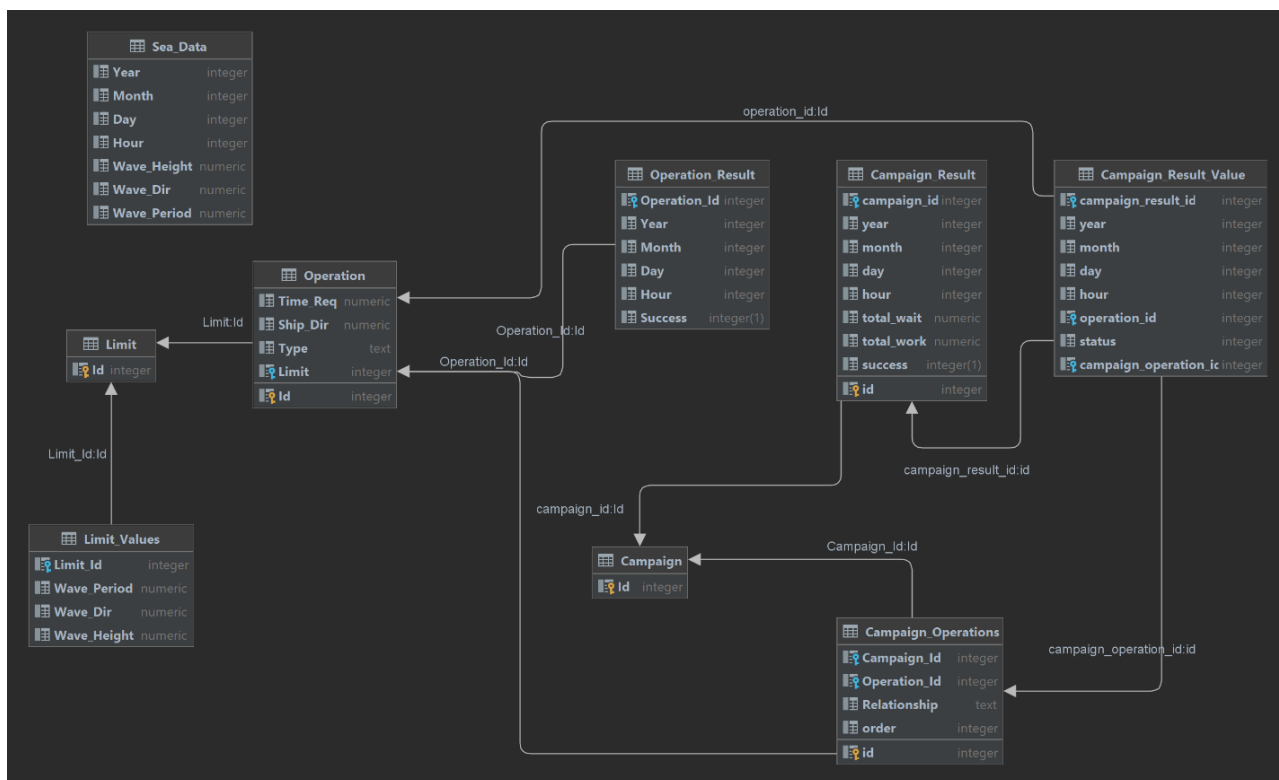 Sea_Data
Year integer
Month integer
Day integer
Hour integer
Wave_Height numeric
Wave_Dir numeric
Wave_Period numeric
operation_id:Id
Operation_Result
Operation_Id integer
Year integer
Month integer
Day integer
Hour integer
Success integer(1)
Campaign_Result
campaign_id integer
year integer
month integer
day integer
hour integer
total_wait numeric
total_work numeric
success integer(1)
id integer
Campaign_Result_Value
campaign_result_id integer
year integer
month integer
day integer
hour integer
operation_id integer
status integer
campaign_operation_ic integer
Operation
Time_Req numeric
Ship_Dir numeric
Type text
Limit integer
Id integer
Limit:Id
Operation_Id:Id
Operation_Id:Id
Limit
Id integer
Limit_Id:Id
campaign_result_id:id
campaign_id:Id
Limit_Values
Limit_Id integer
Wave_Period numeric
Wave_Dir numeric
Wave_Height numeric
Campaign
Id integer
Campaign_Id:Id
Campaign_Operations
Campaign_Id integer
Operation_Id integer
Relationship text
order integer
id integer
campaign_operation_id:id